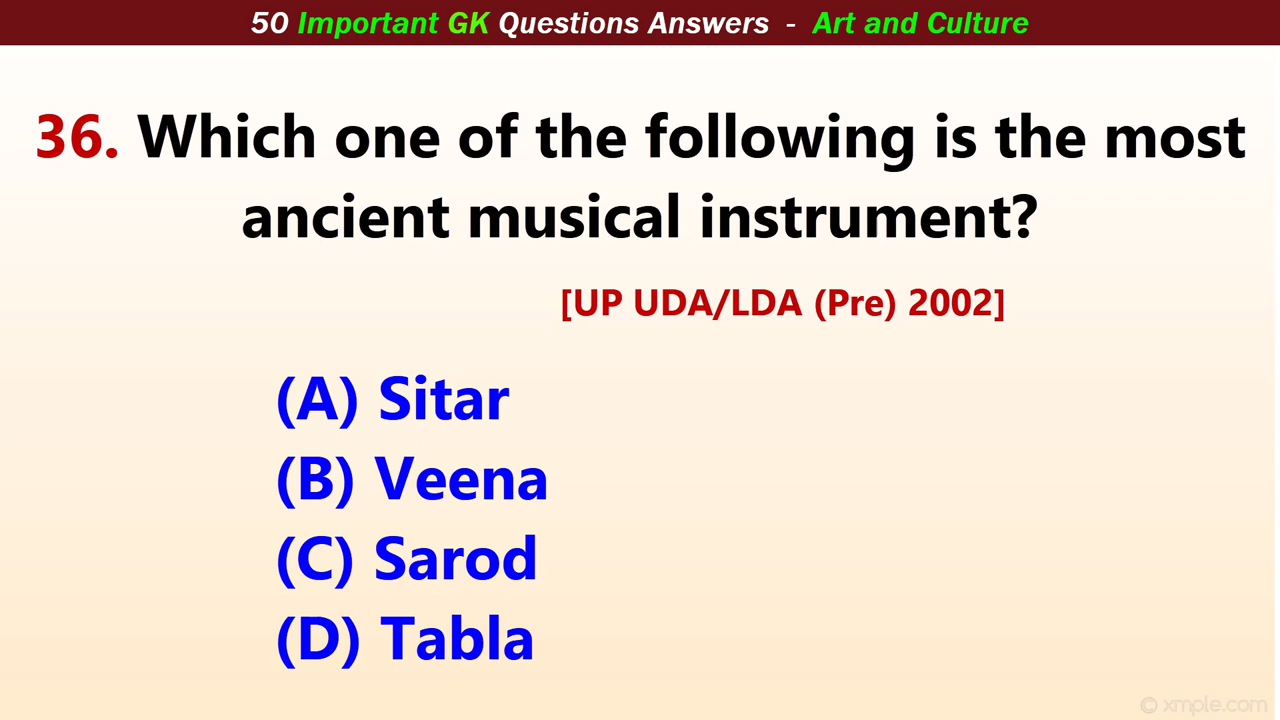 50 Important GK Questions Answers - Art and Culture
36. Which one of the following is the most
ancient musical instrument?
[UP UDA/LDA (Pre) 2002]
(A) Sitar
(B) Veena
(C) Sarod
(D) Tabla
© xmple.com